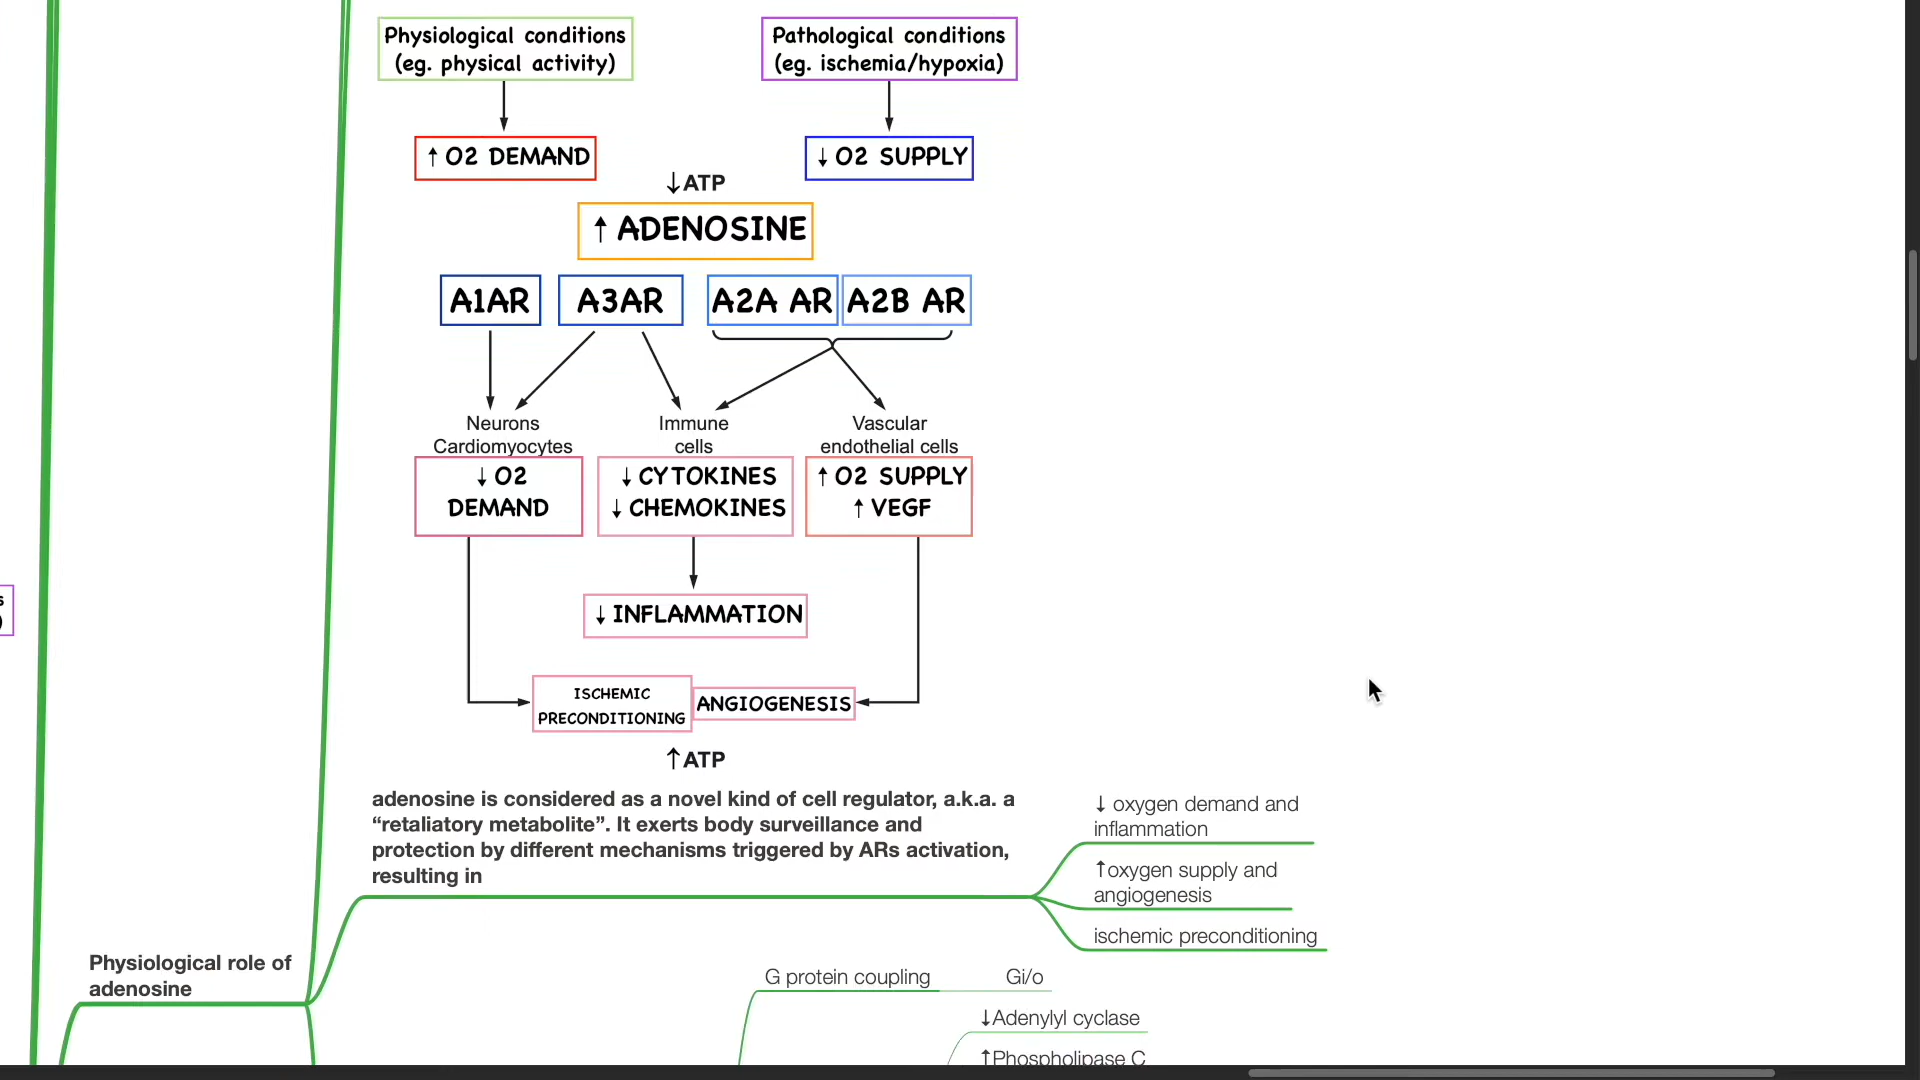 Physiological conditions
(eg. physical activity)
Pathological conditions
(eg. ischemia/hypoxia)
↑ O2 DEMAND
↓ O2 SUPPLY
↓ATP
↑ ADENOSINE
A1AR
A3AR
A2A AR
A2B AR
Neurons
Cardiomyocytes
Immune
cells
Vascular
endothelial cells
↓ O2
DEMAND
↓ CYTOKINES
↓ CHEMOKINES
↑ O2 SUPPLY
↑ VEGF
↓ INFLAMMATION
ISCHEMIC
PRECONDITIONING
ANGIOGENESIS
↑ATP
adenosine is considered as a novel kind of cell regulator, a.k.a. a
“retaliatory metabolite”. It exerts body surveillance and
protection by different mechanisms triggered by ARs activation,
resulting in
↓ oxygen demand and
inflammation
↑oxygen supply and
angiogenesis
ischemic preconditioning
Physiological role of
adenosine
G protein coupling
Gi/o
↓Adenylyl cyclase
↑Phospholipase C